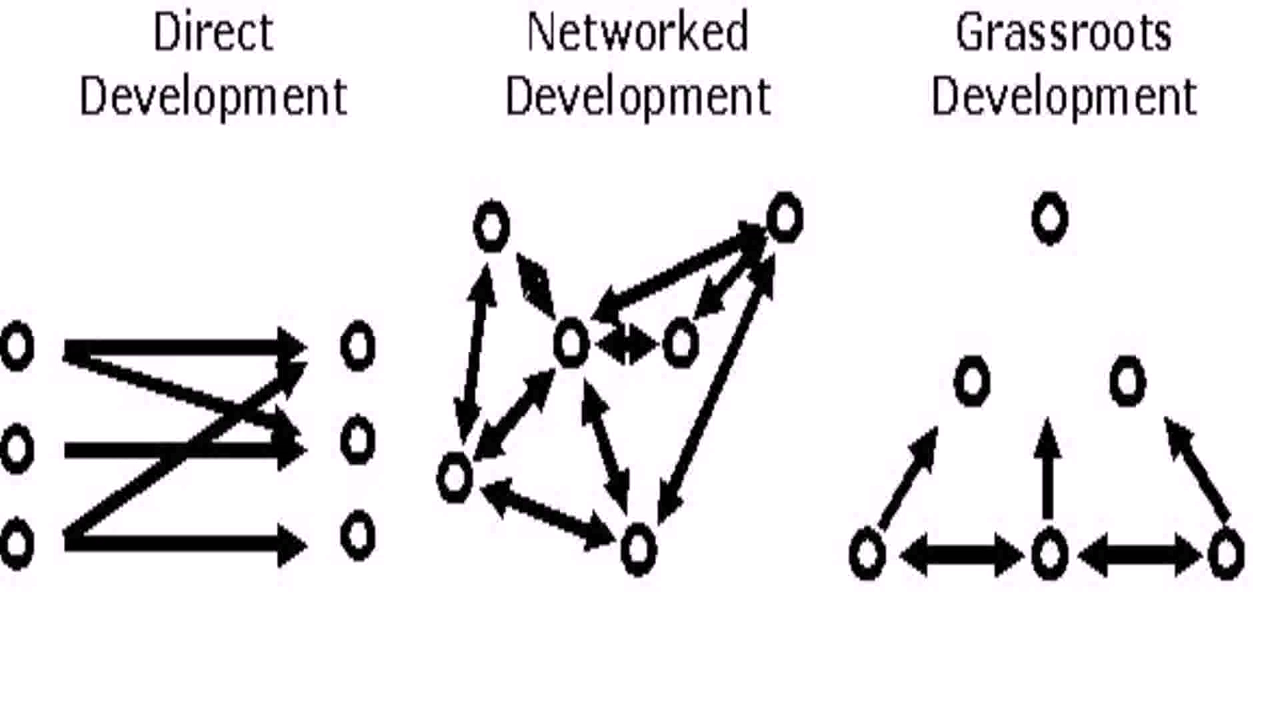 Direct
Development
Networked
Development
Grassroots
Development